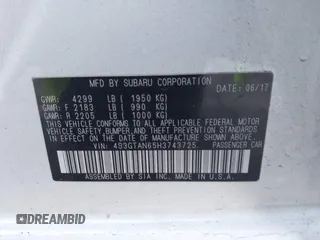 MFD BY SUBARU CORPORATION
GVWR: 4299 LB ( 1950 KG) DATE: 06/17
GAWR: F 2183 LB ( 990 KG)
GAWR: R 2205 LB ( 1000 KG)
THIS VEHICLE CONFORMS TO ALL APPLICABLE FEDERAL MOTOR
VEHICLE SAFETY, BUMPER, AND THEFT PREVENTION STANDARDS
IN EFFECT ON THE DATE OF MANUFACTURE SHOWN ABOVE.
VIN: 4S3GTAN65H3743725 PASSENGER CAR
ASSEMBLED BY SIA INC. MADE IN U.S.A.
© iDreamBid.com